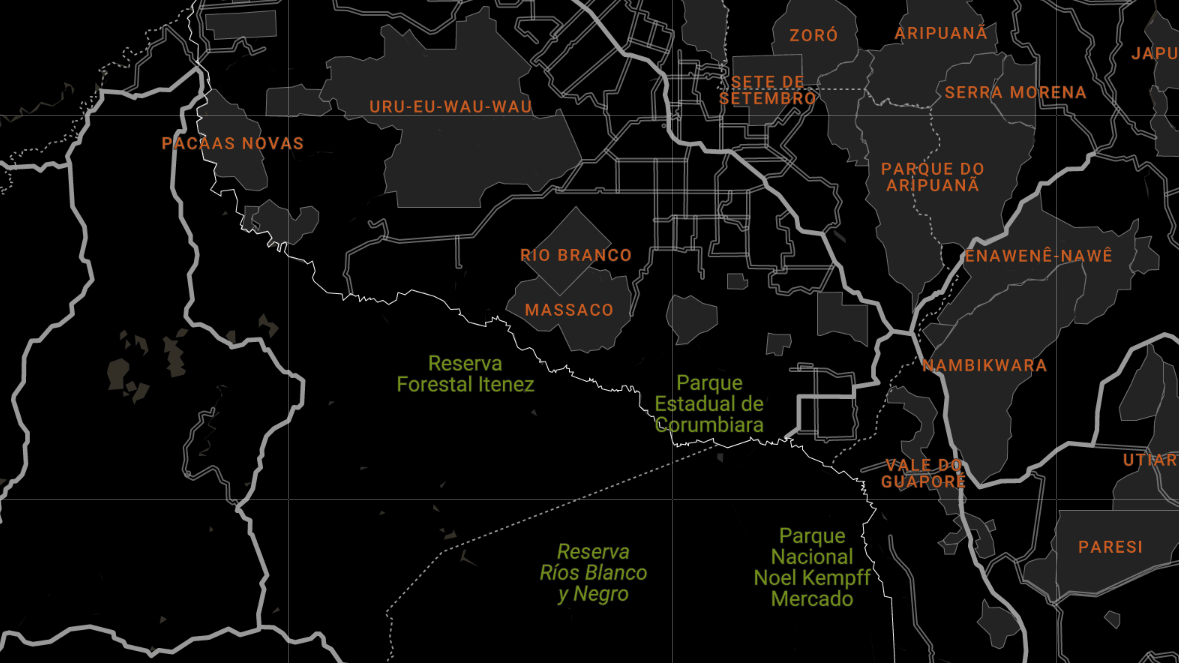 ZORÓ
ARIPUANÃ
JAPU
SETE DE
SETEMBRO
SERRA MORENA
URU-EU-WAU-WAU
PACAAS NOVAS
PARQUE DO
ARIPUANÃ
RIO BRANCO
ENAWENÊ-NAWÊ
MASSACO
Reserva
Forestal Itenez
NAMBIKWARA
Parque
Estadual de
Corumbiara
VALE DO
GUAPORÉ
UTIAR
Parque
Nacional
Noel Kempff
Mercado
Reserva
Ríos Blanco
y Negro
PARESI